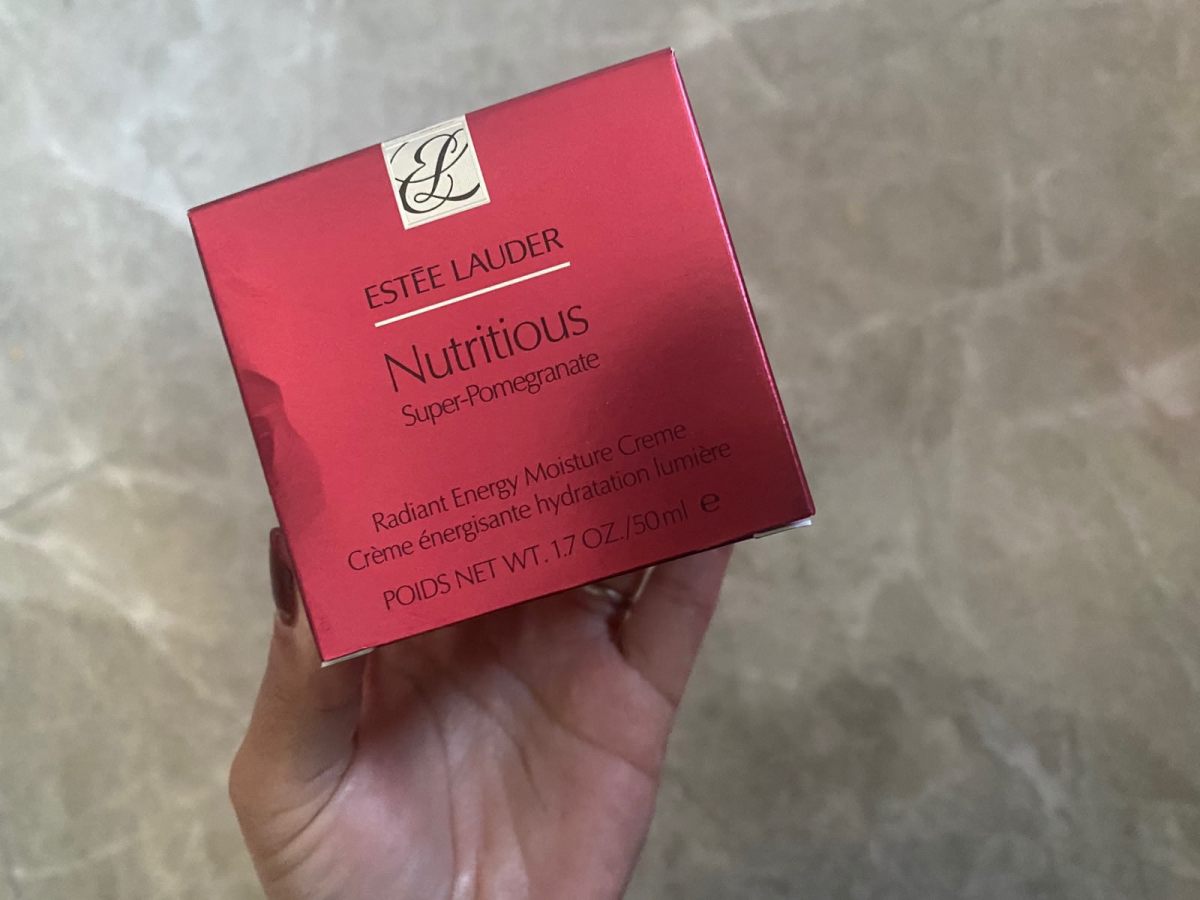 EL
ESTĒE LAUDER
Nutritious
Super-Pomegranate
Radiant Energy Moisture Creme
Crème énergisante hydratation lumière
POIDS NET WT. 1.7 OZ./50 ml ℮